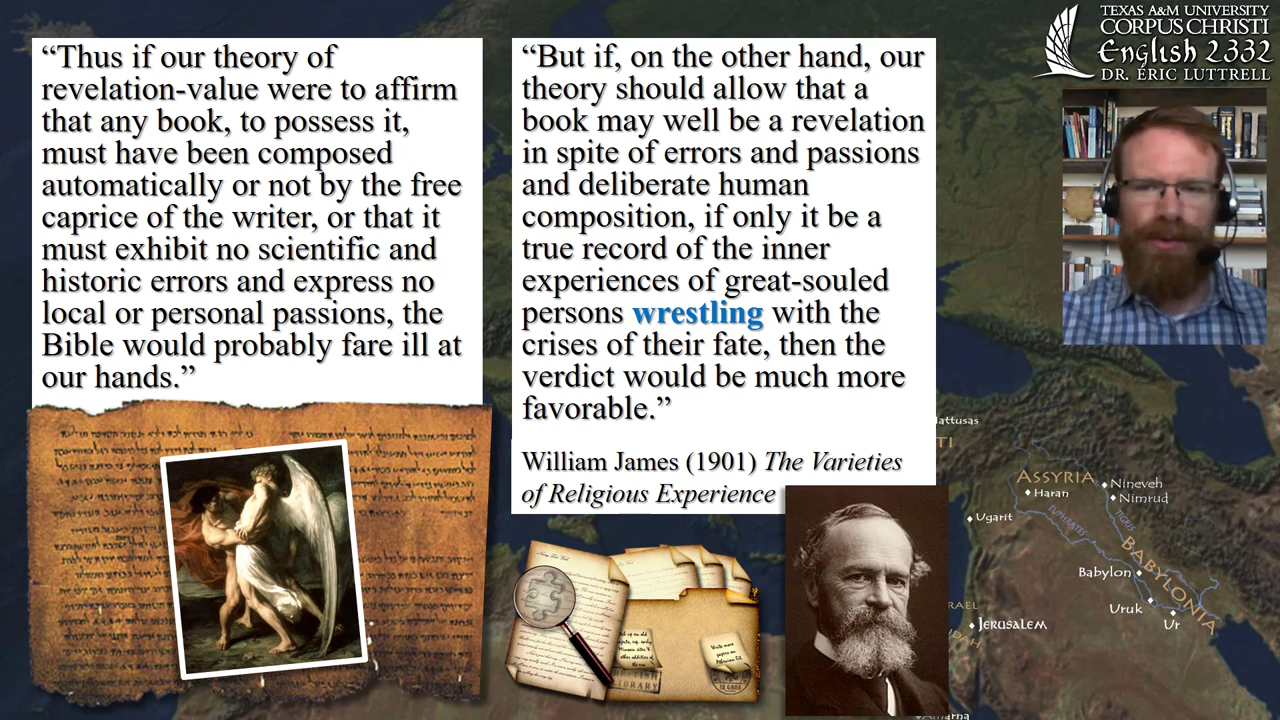 “Thus if our theory of
revelation-value were to affirm
that any book, to possess it,
must have been composed
automatically or not by the free
caprice of the writer, or that it
must exhibit no scientific and
historic errors and express no
local or personal passions, the
Bible would probably fare ill at
our hands.”
“But if, on the other hand, our
theory should allow that a
book may well be a revelation
in spite of errors and passions
and deliberate human
composition, if only it be a
true record of the inner
experiences of great-souled
persons wrestling with the
crises of their fate, then the
verdict would be much more
favorable.”
William James (1901) The Varieties
of Religious Experience
TEXAS A&M UNIVERSITY
CORPUS CHRISTI
English 2332
DR. ERIC LUTTRELL
ASSYRIA
Haran
Nineveh
Nimrud
Ugarit
EUPHRATES
TIGRIS
BABYLONIA
Babylon
Uruk
Ur
JERUSALEM
LIBRARY